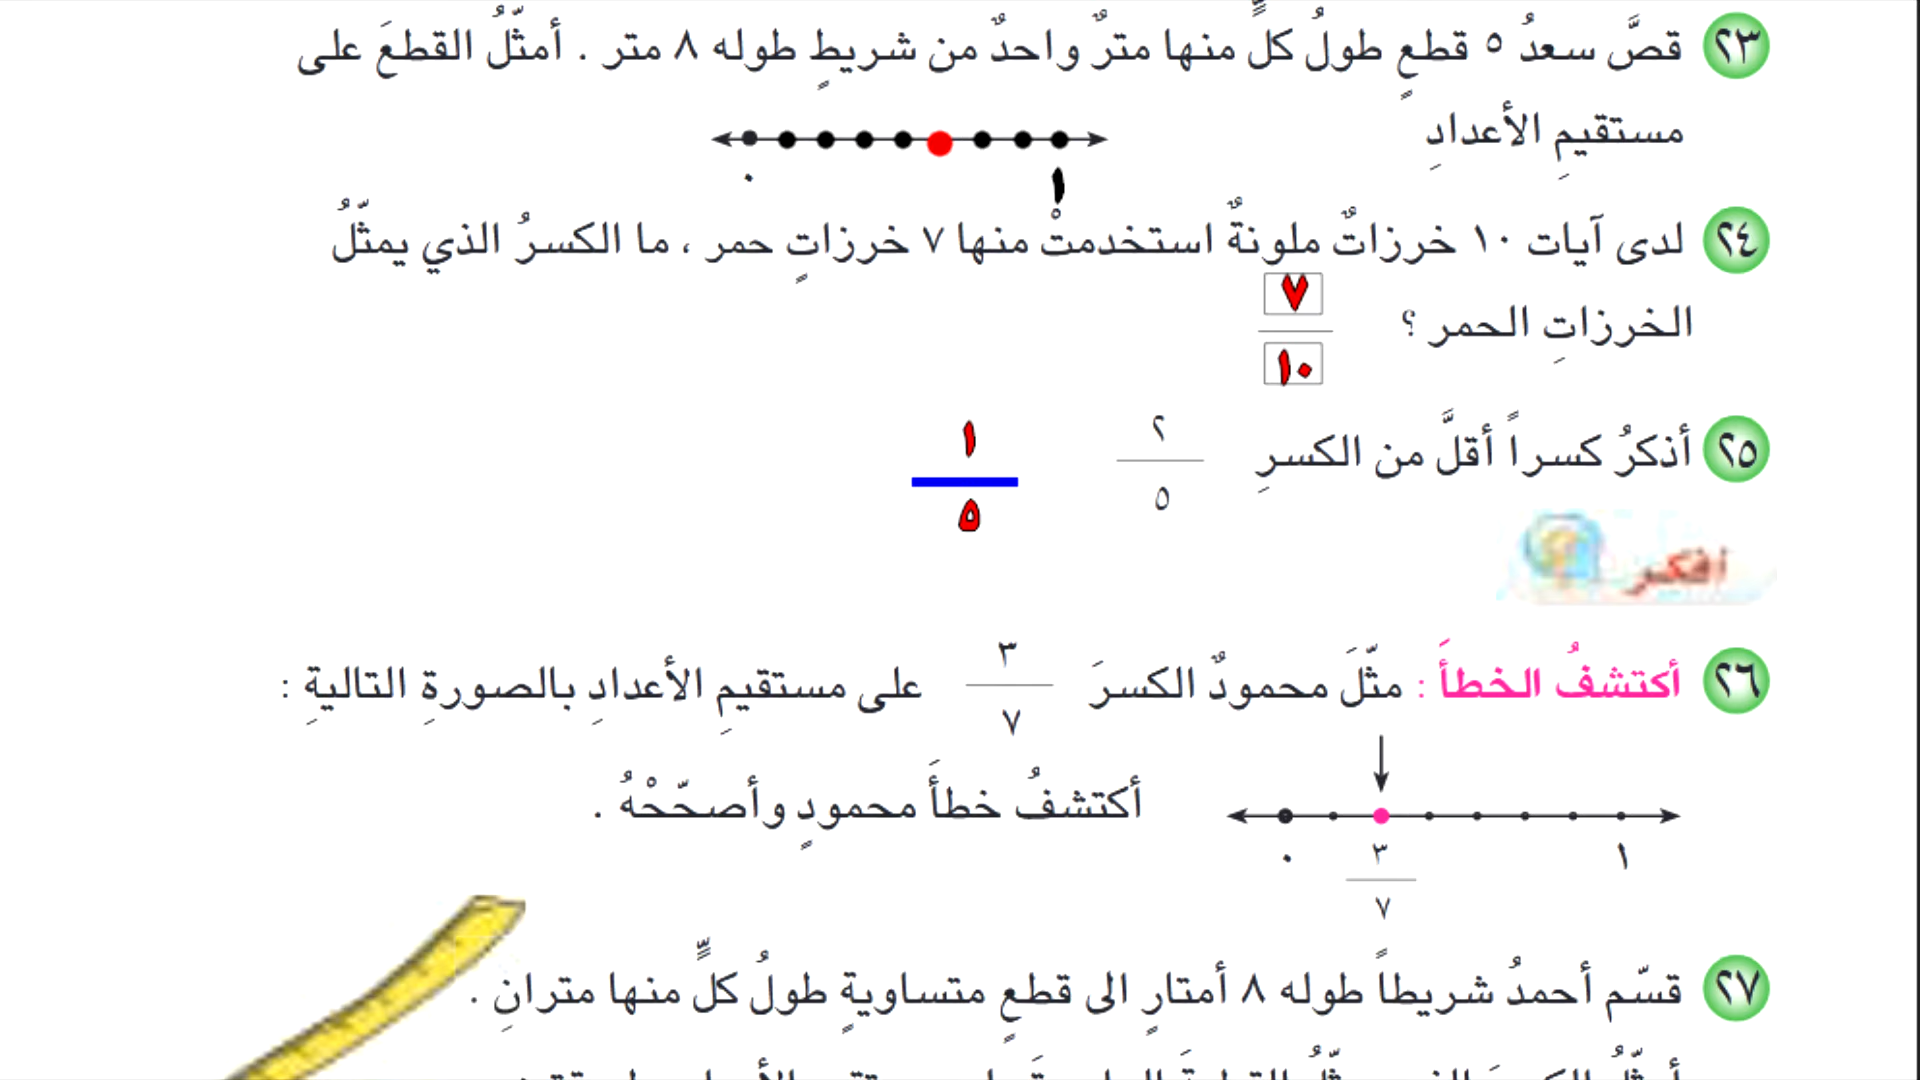 ٢٣ قصَّ سعدُ ٥ قطعٍ طولُ كلٍّ منها مترٌ واحدٌ من شريطٍ طوله ٨ متر . أمثّلُ القطعَ على
مستقيمِ الأعدادِ
٠ ١
٢٤ لدى آيات ١٠ خرزاتٌ ملونةٌ استخدمتْ منها ٧ خرزاتٍ حمر ، ما الكسرُ الذي يمثّلُ
الخرزاتِ الحمر ؟
٧
١٠
٢٥ أذكرُ كسراً أقلَّ من الكسرِ
٢
٥
١
٥
افكر
٢٦ أكتشفُ الخطأَ : مثّلَ محمودٌ الكسرَ ٣/٧ على مستقيمِ الأعدادِ بالصورةِ التاليةِ :
أكتشفُ خطأَ محمودٍ وأصحّحْهُ .
٠ ٣/٧ ١
٢٧ قسّم أحمدُ شريطاً طوله ٨ أمتارٍ الى قطعٍ متساويةٍ طولُ كلٍّ منها مترانِ .